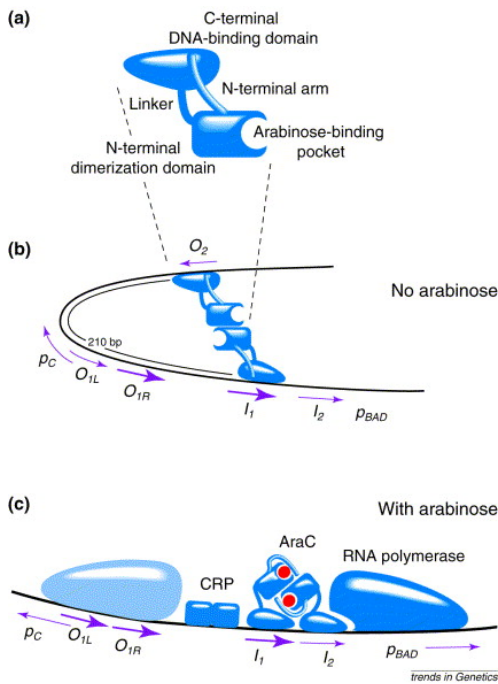 (a)
C-terminal
DNA-binding domain
N-terminal arm
Linker
Arabinose-binding
pocket
N-terminal
dimerization domain
(b)
O2
No arabinose
210 bp
pC
O1L
O1R
I1
I2
pBAD
(c)
With arabinose
AraC
RNA polymerase
CRP
pC
O1L
O1R
I1
I2
pBAD
trends in Genetics